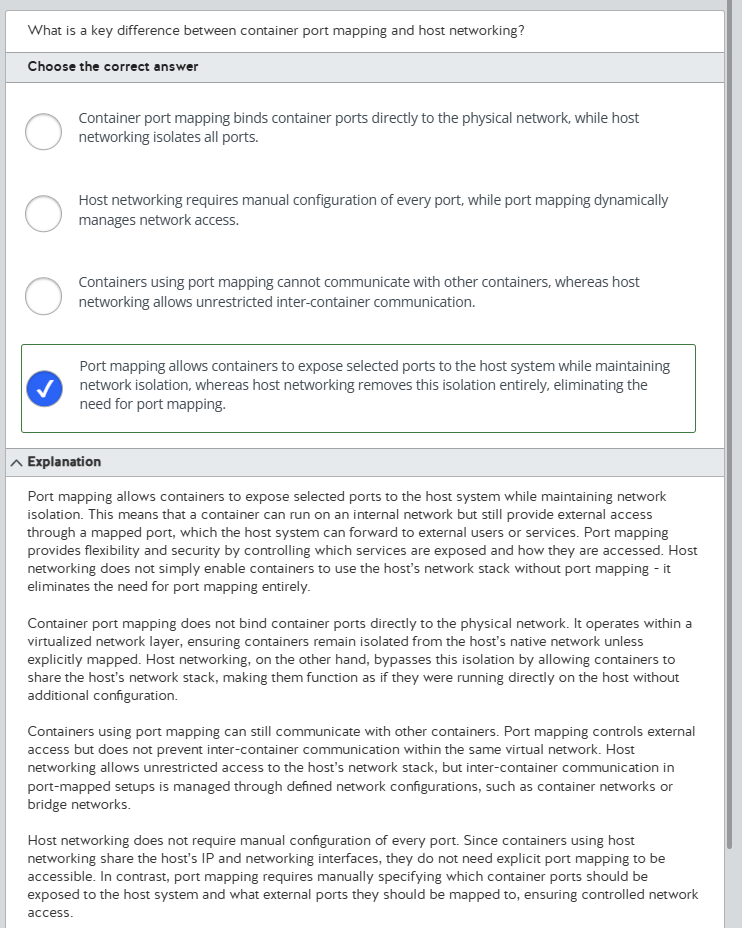 What is a key difference between container port mapping and host networking?
Choose the correct answer
Container port mapping binds container ports directly to the physical network, while host
networking isolates all ports.
Host networking requires manual configuration of every port, while port mapping dynamically
manages network access.
Containers using port mapping cannot communicate with other containers, whereas host
networking allows unrestricted inter-container communication.
Port mapping allows containers to expose selected ports to the host system while maintaining
network isolation, whereas host networking removes this isolation entirely, eliminating the
need for port mapping.
Explanation
Port mapping allows containers to expose selected ports to the host system while maintaining network
isolation. This means that a container can run on an internal network but still provide external access
through a mapped port, which the host system can forward to external users or services. Port mapping
provides flexibility and security by controlling which services are exposed and how they are accessed. Host
networking does not simply enable containers to use the host's network stack without port mapping - it
eliminates the need for port mapping entirely.
Container port mapping does not bind container ports directly to the physical network. It operates within a
virtualized network layer, ensuring containers remain isolated from the host's native network unless
explicitly mapped. Host networking, on the other hand, bypasses this isolation by allowing containers to
share the host's network stack, making them function as if they were running directly on the host without
additional configuration.
Containers using port mapping can still communicate with other containers. Port mapping controls external
access but does not prevent inter-container communication within the same virtual network. Host
networking allows unrestricted access to the host's network stack, but inter-container communication in
port-mapped setups is managed through defined network configurations, such as container networks or
bridge networks.
Host networking does not require manual configuration of every port. Since containers using host
networking share the host's IP and networking interfaces, they do not need explicit port mapping to be
accessible. In contrast, port mapping requires manually specifying which container ports should be
exposed to the host system and what external ports they should be mapped to, ensuring controlled network
access.